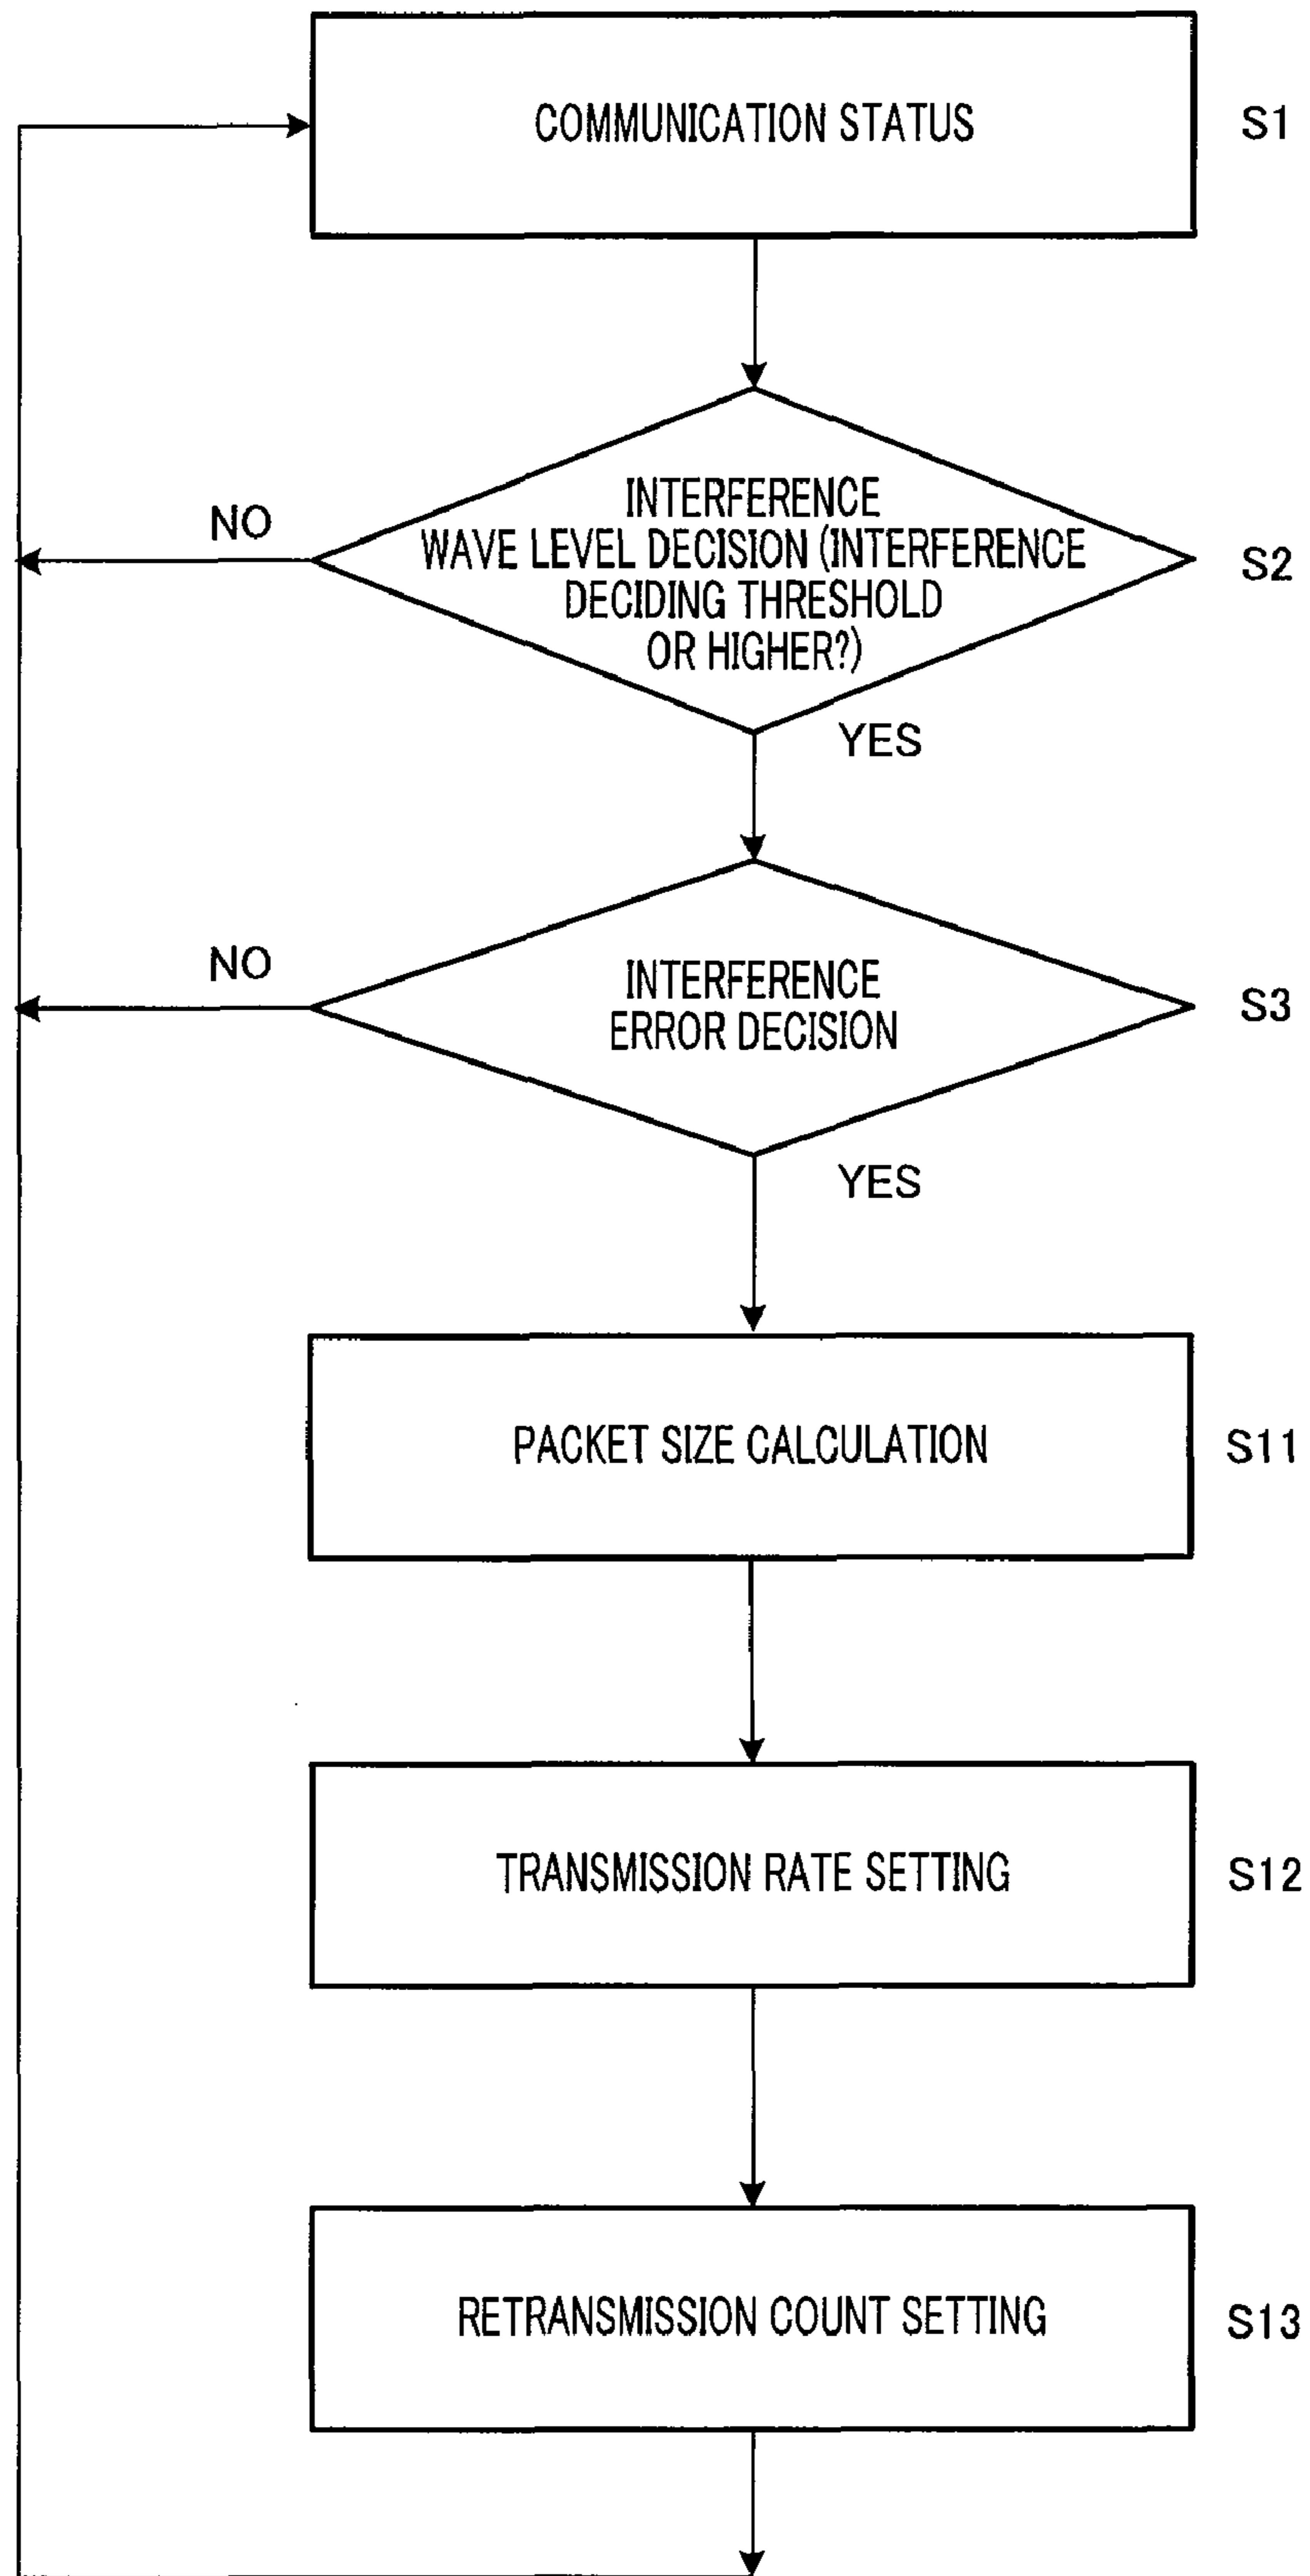 COMMUNICATION STATUS
S1
INTERFERENCE
WAVE LEVEL DECISION (INTERFERENCE
DECIDING THRESHOLD
OR HIGHER?)
S2
NO
YES
INTERFERENCE
ERROR DECISION
S3
NO
YES
PACKET SIZE CALCULATION
S11
TRANSMISSION RATE SETTING
S12
RETRANSMISSION COUNT SETTING
S13